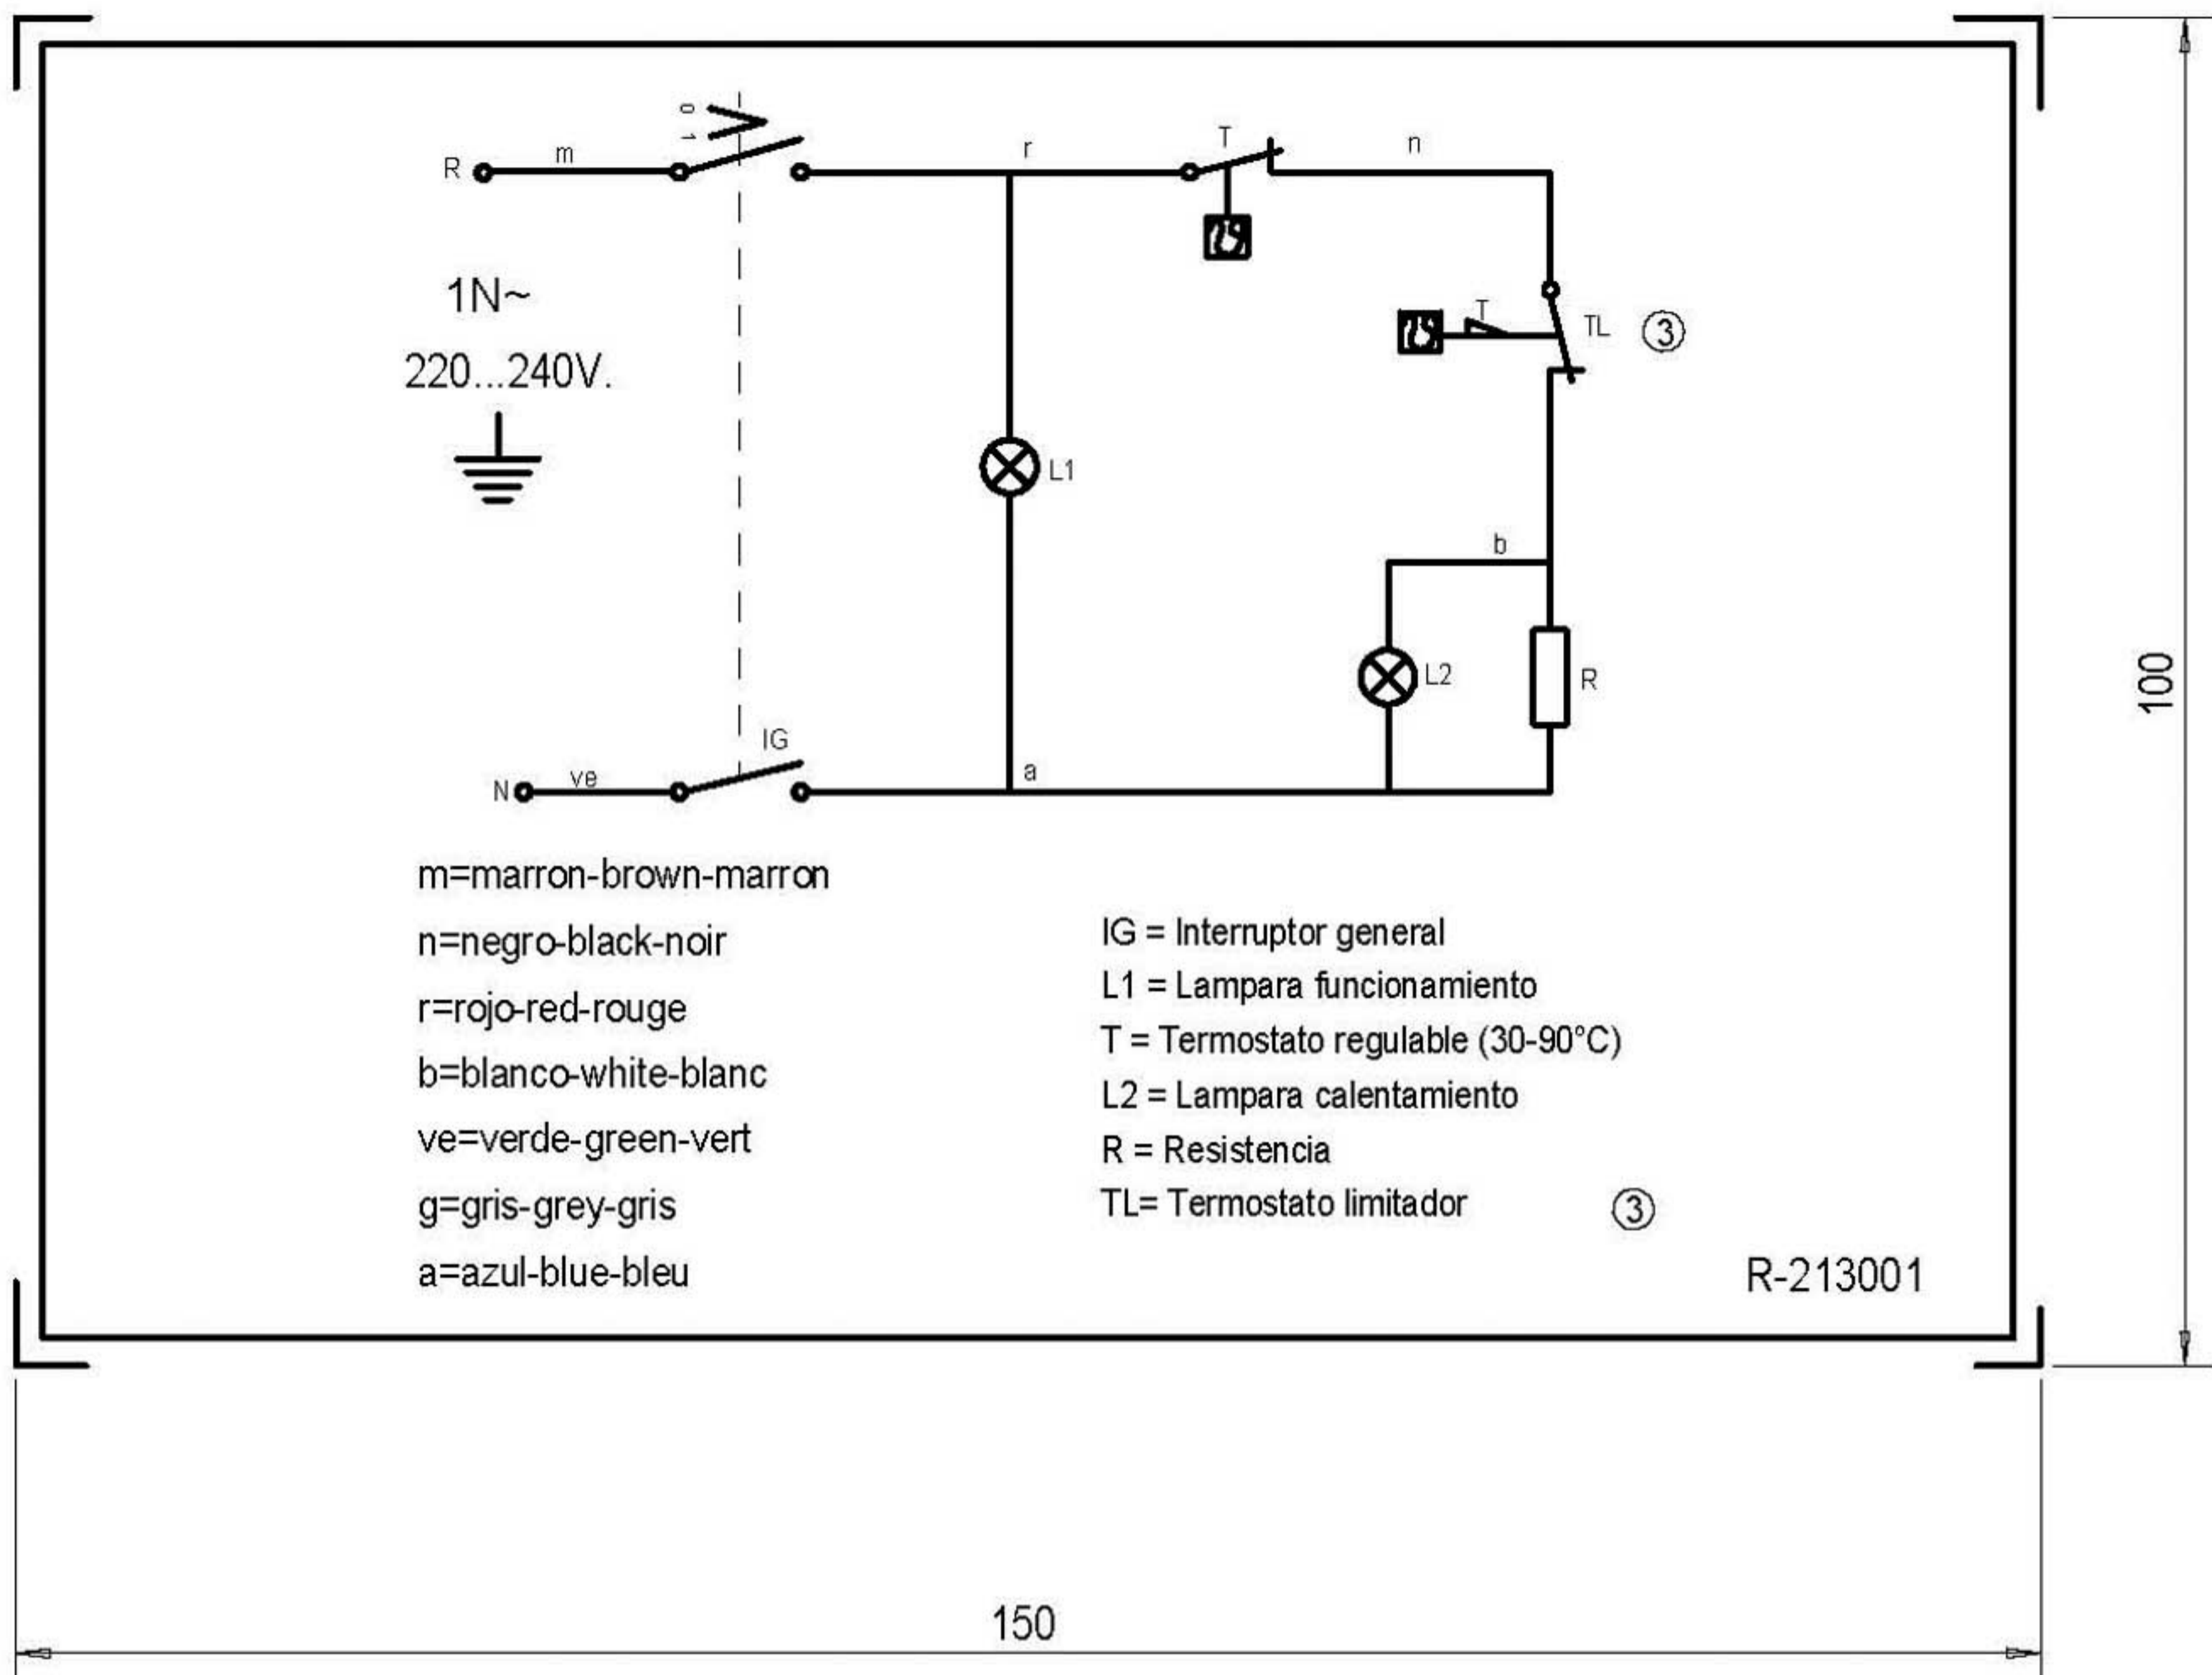 0
1
R
m
r
T
n
1N~
220...240V.
T
TL
3
L1
b
L2
R
IG
N
ve
a
m=marron-brown-marron
n=negro-black-noir
r=rojo-red-rouge
b=blanco-white-blanc
ve=verde-green-vert
g=gris-grey-gris
a=azul-blue-bleu
IG = Interruptor general
L1 = Lampara funcionamiento
T = Termostato regulable (30-90°C)
L2 = Lampara calentamiento
R = Resistencia
TL= Termostato limitador
3
R-213001
100
150